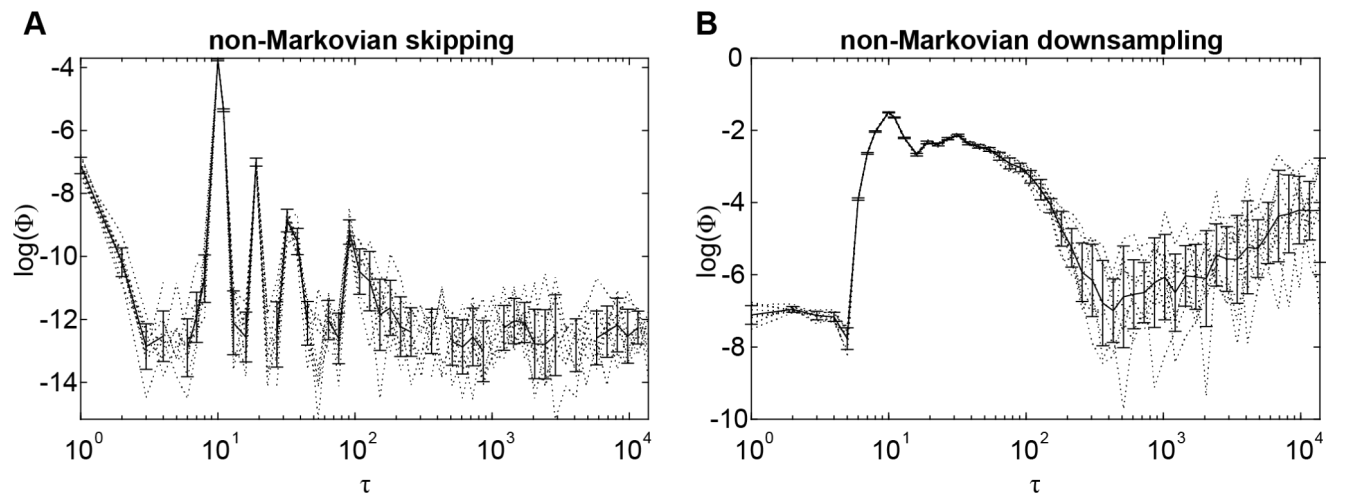 A
non-Markovian skipping
log(Φ)
-4
-6
-8
-10
-12
-14
10^0
10^1
10^2
10^3
10^4
τ
B
non-Markovian downsampling
log(Φ)
0
-2
-4
-6
-8
-10
10^0
10^1
10^2
10^3
10^4
τ